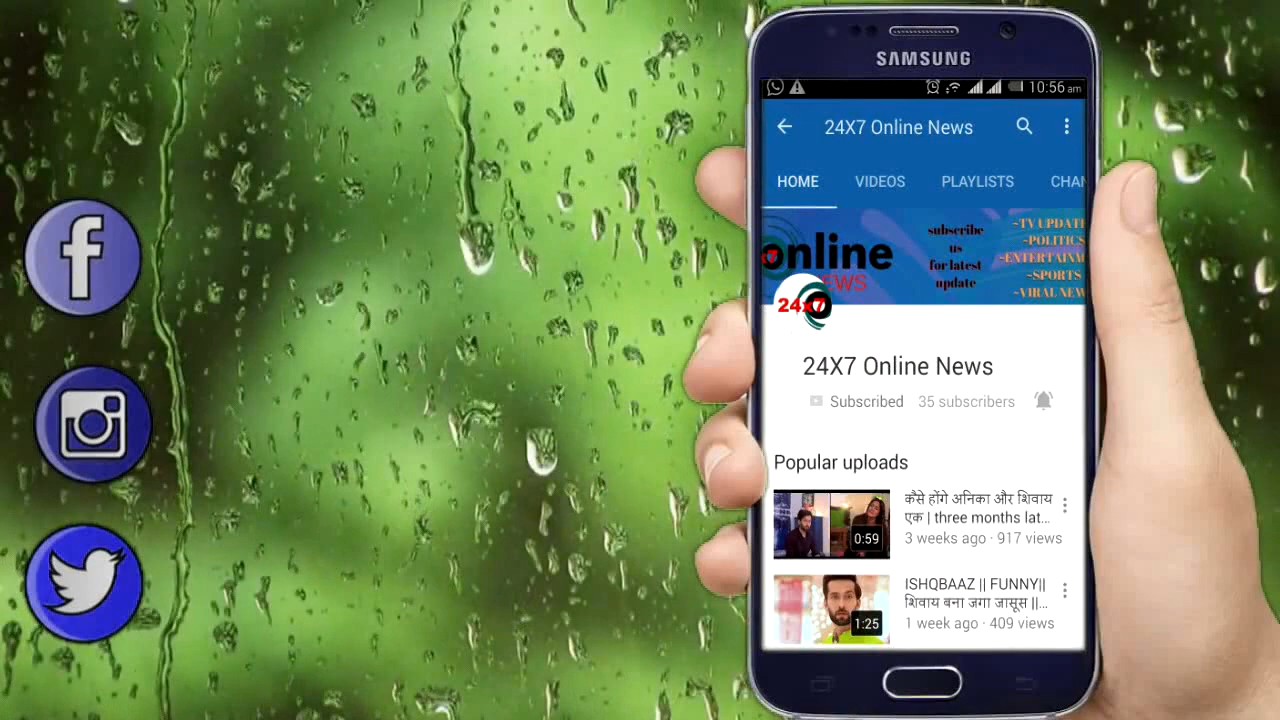 SAMSUNG
10:56 am
24X7 Online News
HOME VIDEOS PLAYLISTS CHAN
online
NEWS
subscribe
us
for latest
update
~TV UPDATE
~POLITICS
~ENTERTAINM
~SPORTS
~VIRAL NEW
24x7
24X7 Online News
Subscribed 35 subscribers
Popular uploads
0:59
कैसे होंगे अनिका और शिवाय
एक | three months lat...
3 weeks ago · 917 views
1:25
ISHQBAAZ || FUNNY||
शिवाय बना जगा जासूस ||...
1 week ago · 409 views